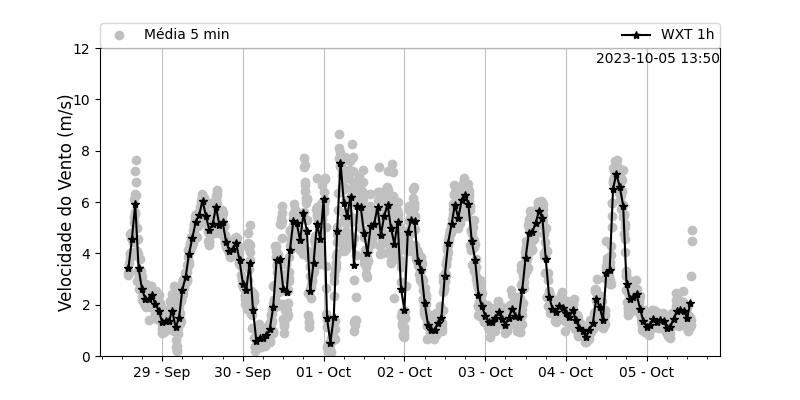 Média 5 min
WXT 1h
2023-10-05 13:50
Velocidade do Vento (m/s)
12
10
8
6
4
2
0
29 - Sep
30 - Sep
01 - Oct
02 - Oct
03 - Oct
04 - Oct
05 - Oct